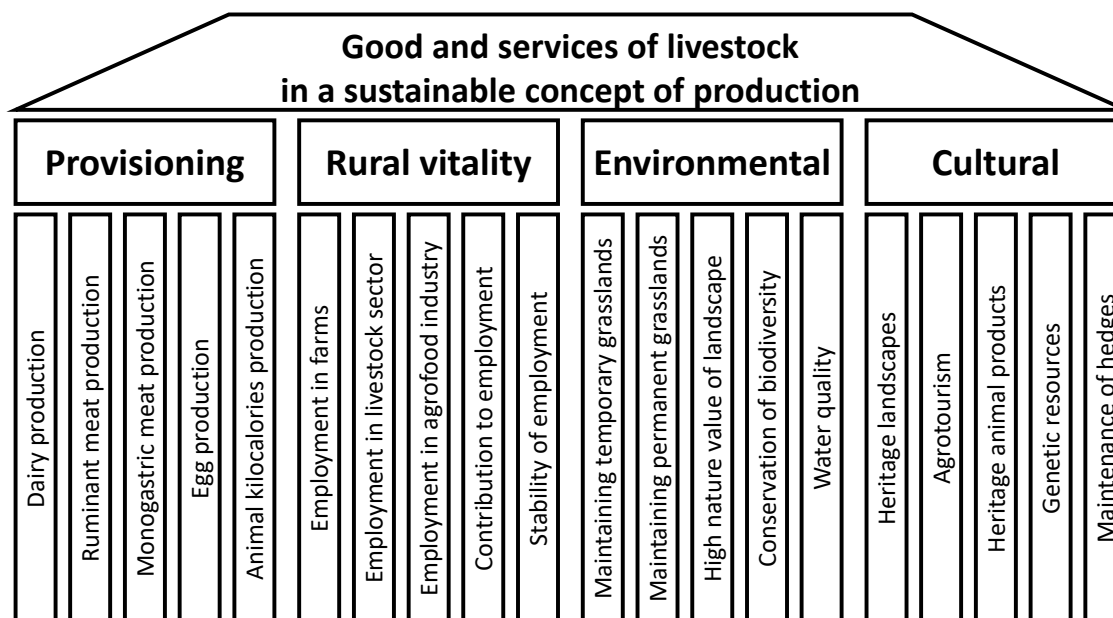 Good and services of livestock
in a sustainable concept of production
Provisioning
Rural vitality
Environmental
Cultural
Dairy production
Ruminant meat production
Monogastric meat production
Egg production
Animal kilocalories production
Employment in farms
Employment in livestock sector
Employment in agrofood industry
Contribution to employment
Stability of employment
Maintaining temporary grasslands
Maintaining permanent grasslands
High nature value of landscape
Conservation of biodiversity
Water quality
Heritage landscapes
Agrotourism
Heritage animal products
Genetic resources
Maintenance of hedges